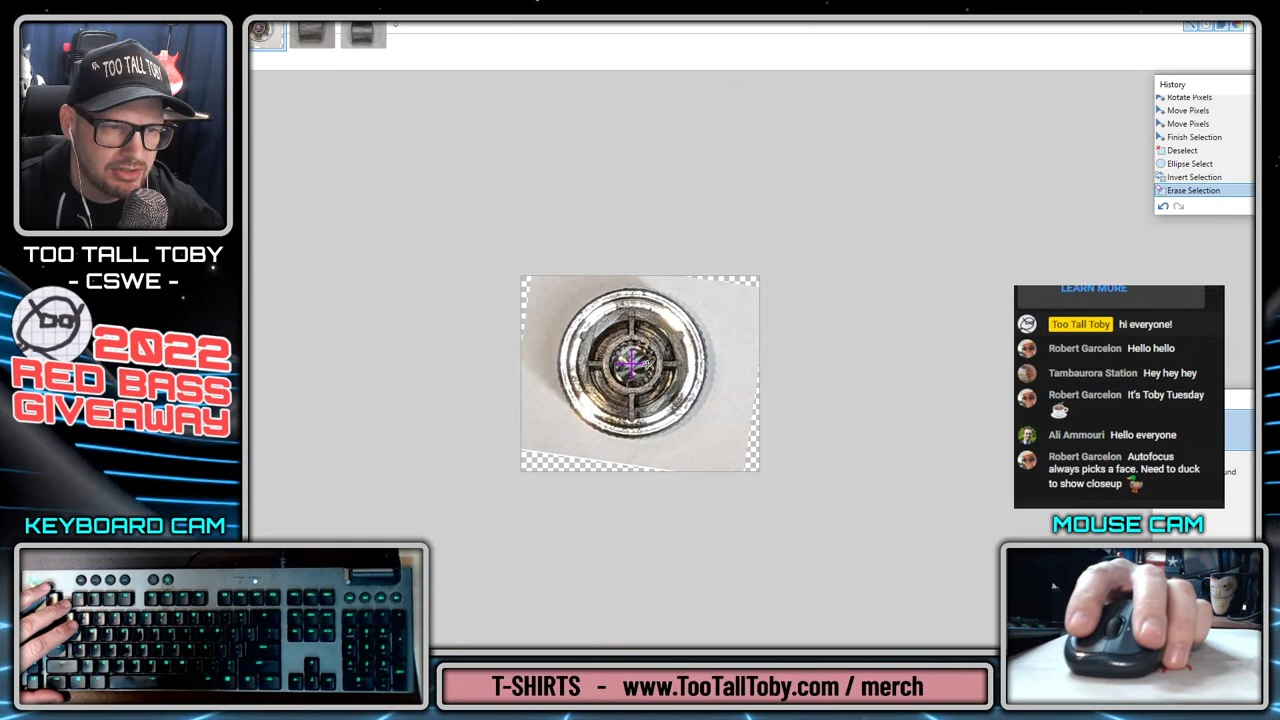 TOO TALL TOBY
TOO TALL TOBY
- CSWE -
2022
RED BASS
GIVEAWAY
KEYBOARD CAM
History
Rotate Pixels
Move Pixels
Move Pixels
Finish Selection
Deselect
Ellipse Select
Invert Selection
Erase Selection
LEARN MORE
Too Tall Toby hi everyone!
Robert Garcelon Hello hello
Tambaurora Station Hey hey hey
Robert Garcelon It's Toby Tuesday
Ali Ammouri Hello everyone
Robert Garcelon Autofocus
always picks a face. Need to duck
to show closeup
MOUSE CAM
T-SHIRTS - www.TooTallToby.com / merch